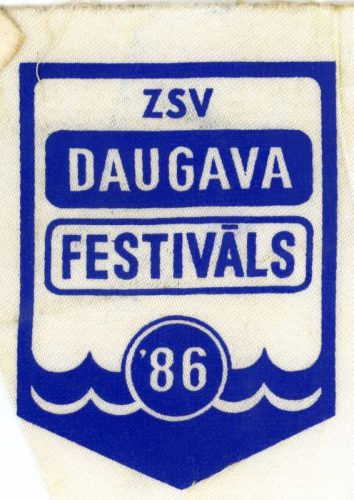 ZSV
DAUGAVA
FESTIVĀLS
'86